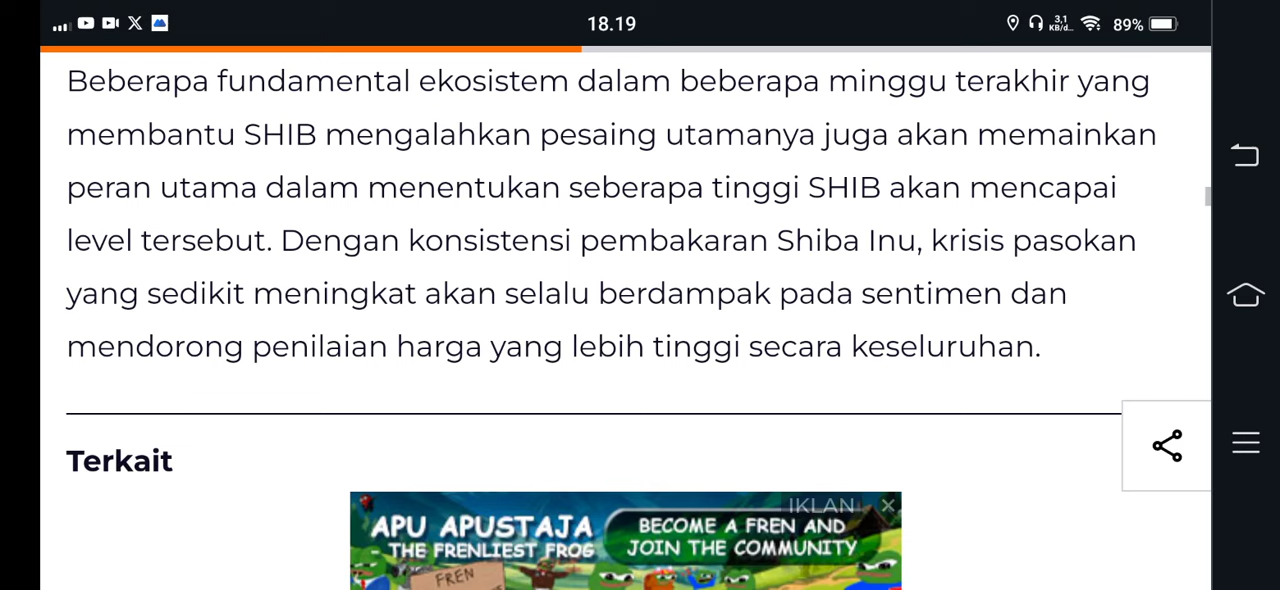 18.19
3,1
KB/d...
89%
Beberapa fundamental ekosistem dalam beberapa minggu terakhir yang
membantu SHIB mengalahkan pesaing utamanya juga akan memainkan
peran utama dalam menentukan seberapa tinggi SHIB akan mencapai
level tersebut. Dengan konsistensi pembakaran Shiba Inu, krisis pasokan
yang sedikit meningkat akan selalu berdampak pada sentimen dan
mendorong penilaian harga yang lebih tinggi secara keseluruhan.
Terkait
IKLAN
APU APUSTAJA
- THE FRENLIEST FROG
BECOME A FREN AND
JOIN THE COMMUNITY
FREN